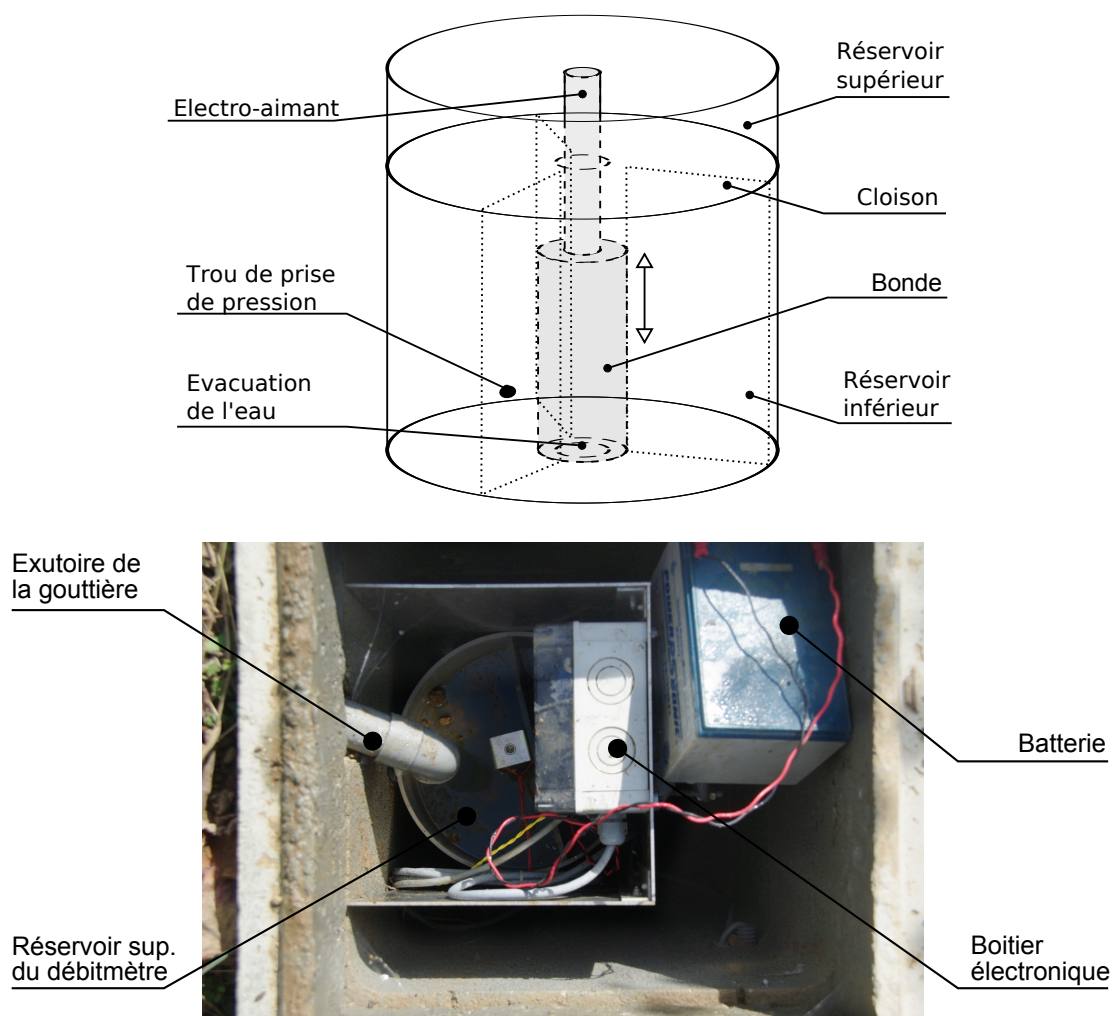 Réservoir
supérieur
Electro-aimant
Cloison
Trou de prise
de pression
Bonde
Evacuation
de l'eau
Réservoir
inférieur
Exutoire de
la gouttière
Batterie
Réservoir sup.
du débitmètre
Boitier
électronique